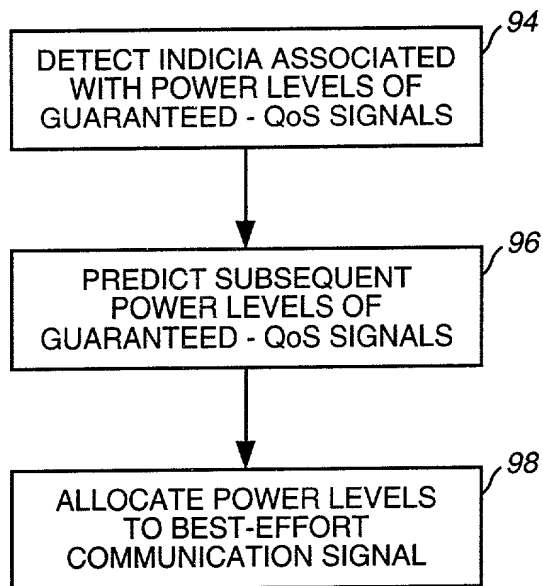 94
DETECT INDICIA ASSOCIATED
WITH POWER LEVELS OF
GUARANTEED - QoS SIGNALS
96
PREDICT SUBSEQUENT
POWER LEVELS OF
GUARANTEED - QoS SIGNALS
98
ALLOCATE POWER LEVELS
TO BEST-EFFORT
COMMUNICATION SIGNAL